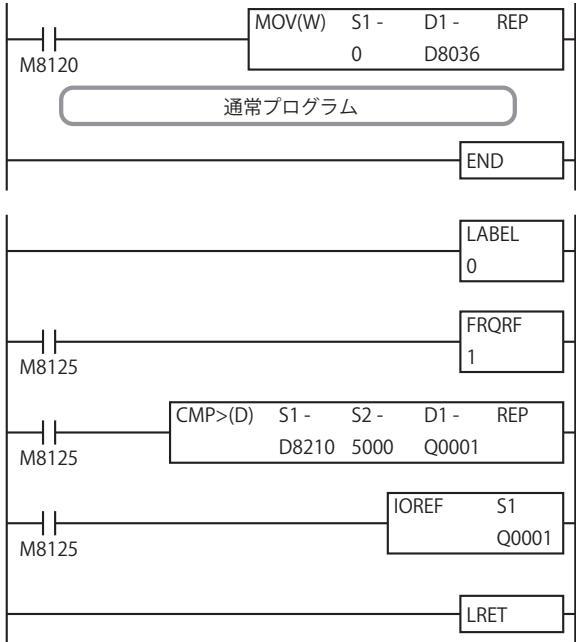 MOV(W) S1 - D1 - REP
0 D8036
M8120
通常プログラム
END
LABEL
0
FRQRF
1
M8125
CMP>(D) S1 - S2 - D1 - REP
D8210 5000 Q0001
M8125
IOREF S1
Q0001
M8125
LRET